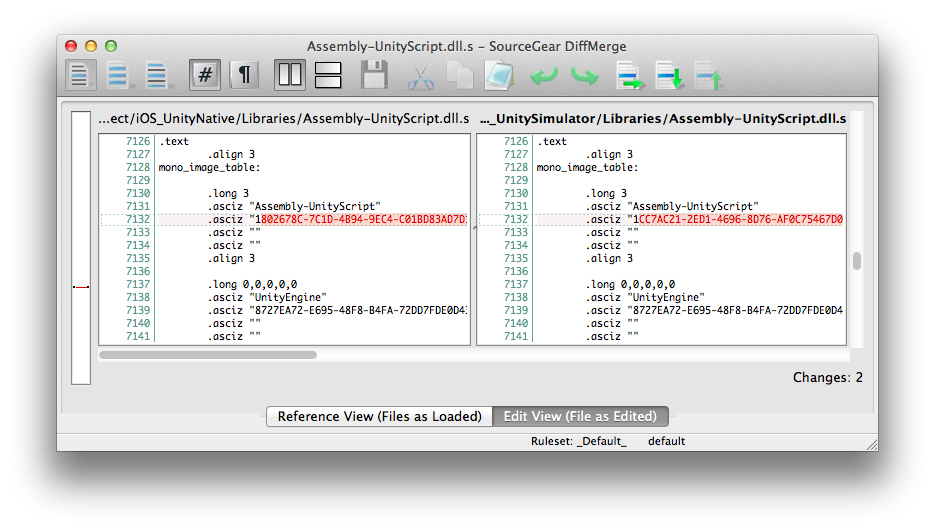 Assembly-UnityScript.dll.s – SourceGear DiffMerge
# ¶
...ect/iOS_UnityNative/Libraries/Assembly-UnityScript.dll.s
7126 .text
7127 .align 3
7128 mono_image_table:
7129
7130 .long 3
7131 .asciz "Assembly-UnityScript"
7132 .asciz "1802678C-7C1D-4B94-9EC4-C01BD83AD7D
7133 .asciz ""
7134 .asciz ""
7135 .align 3
7136
7137 .long 0,0,0,0,0
7138 .asciz "UnityEngine"
7139 .asciz "8727EA72-E695-48F8-B4FA-72DD7FDE0D4
7140 .asciz ""
7141 .asciz ""
..._UnitySimulator/Libraries/Assembly-UnityScript.dll.s
7126 .text
7127 .align 3
7128 mono_image_table:
7129
7130 .long 3
7131 .asciz "Assembly-UnityScript"
7132 .asciz "1CC7AC21-2ED1-4696-8D76-AF0C75467D0
7133 .asciz ""
7134 .asciz ""
7135 .align 3
7136
7137 .long 0,0,0,0,0
7138 .asciz "UnityEngine"
7139 .asciz "8727EA72-E695-48F8-B4FA-72DD7FDE0D4
7140 .asciz ""
7141 .asciz ""
Changes: 2
Reference View (Files as Loaded) Edit View (File as Edited)
Ruleset: _Default_ default